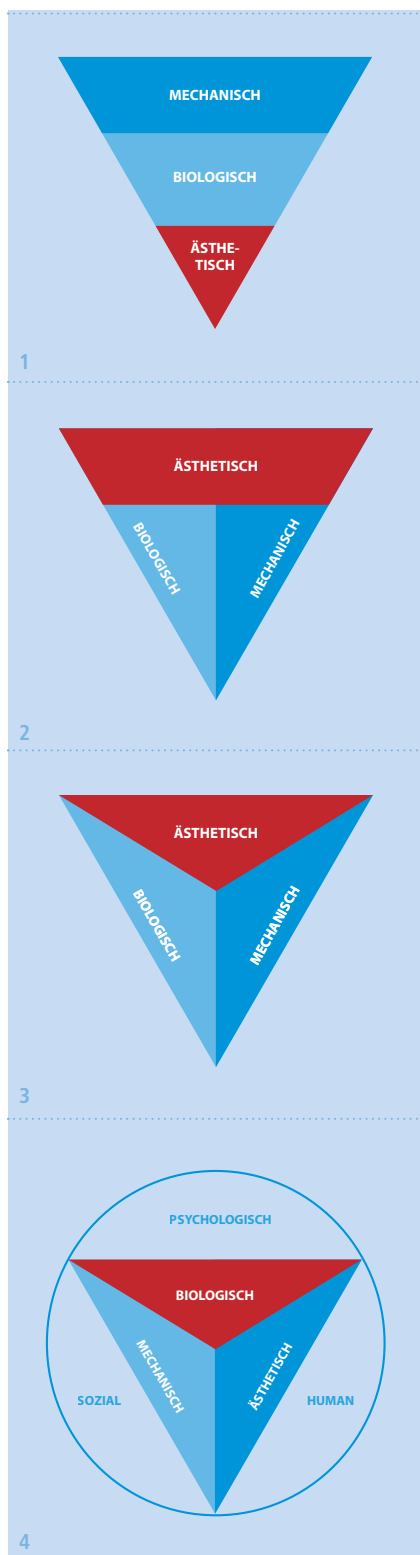 MECHANISCH
BIOLOGISCH
ÄSTHE-
TISCH
1
ÄSTHETISCH
BIOLOGISCH
MECHANISCH
2
ÄSTHETISCH
BIOLOGISCH
MECHANISCH
3
PSYCHOLOGISCH
BIOLOGISCH
MECHANISCH
ÄSTHETISCH
SOZIAL
HUMAN
4